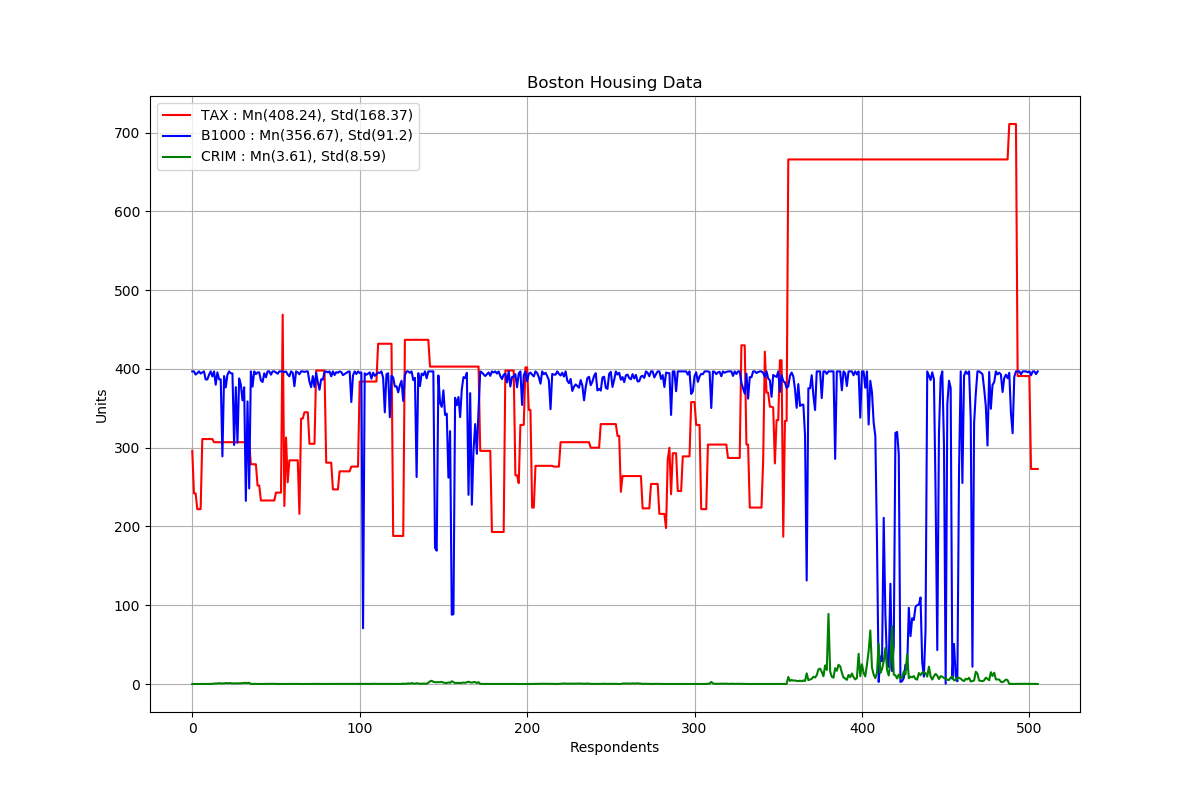 Boston Housing Data
TAX : Mn(408.24), Std(168.37)
B1000 : Mn(356.67), Std(91.2)
CRIM : Mn(3.61), Std(8.59)
700
600
500
400
300
200
100
0
Units
0 100 200 300 400 500
Respondents